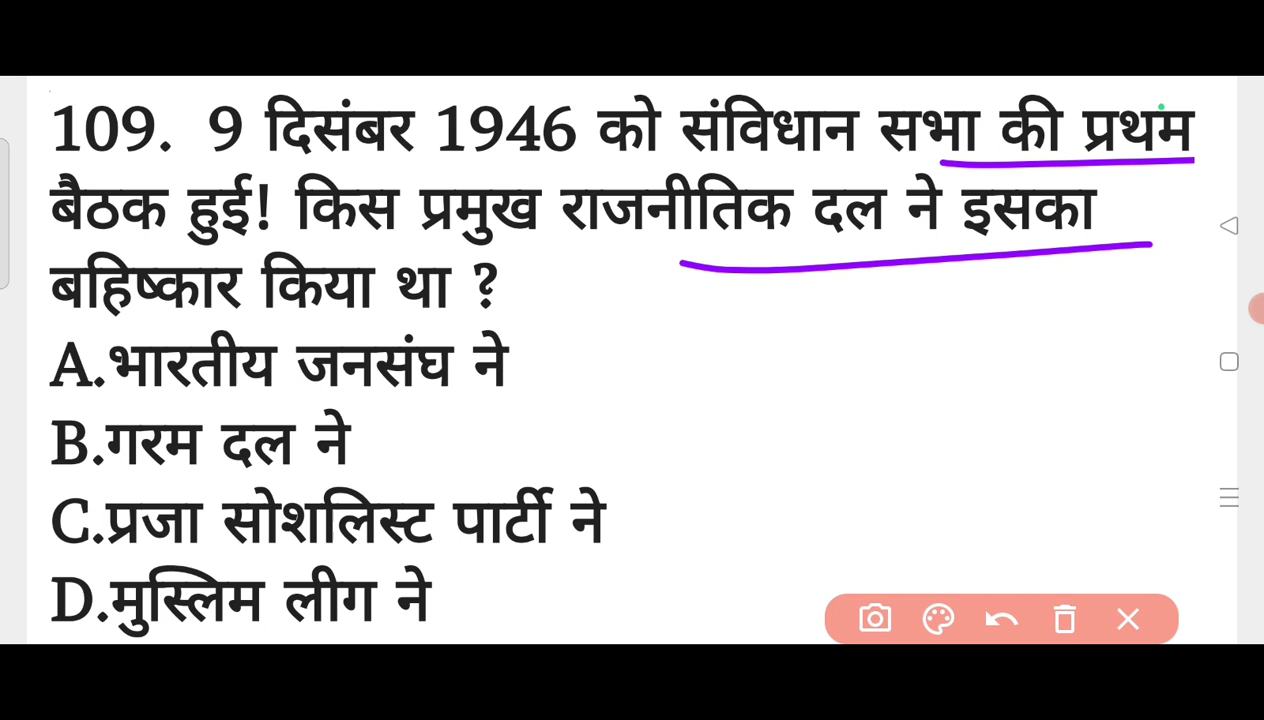 109. 9 दिसंबर 1946 को संविधान सभा की प्रथम
बैठक हुई! किस प्रमुख राजनीतिक दल ने इसका
बहिष्कार किया था ?
A.भारतीय जनसंघ ने
B.गरम दल ने
C.प्रजा सोशलिस्ट पार्टी ने
D.मुस्लिम लीग ने